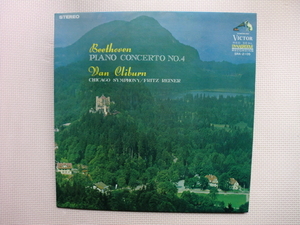 STEREO
VICTOR
Beethoven
PIANO CONCERTO NO.4
Van Cliburn
CHICAGO SYMPHONY/FRITZ REINER